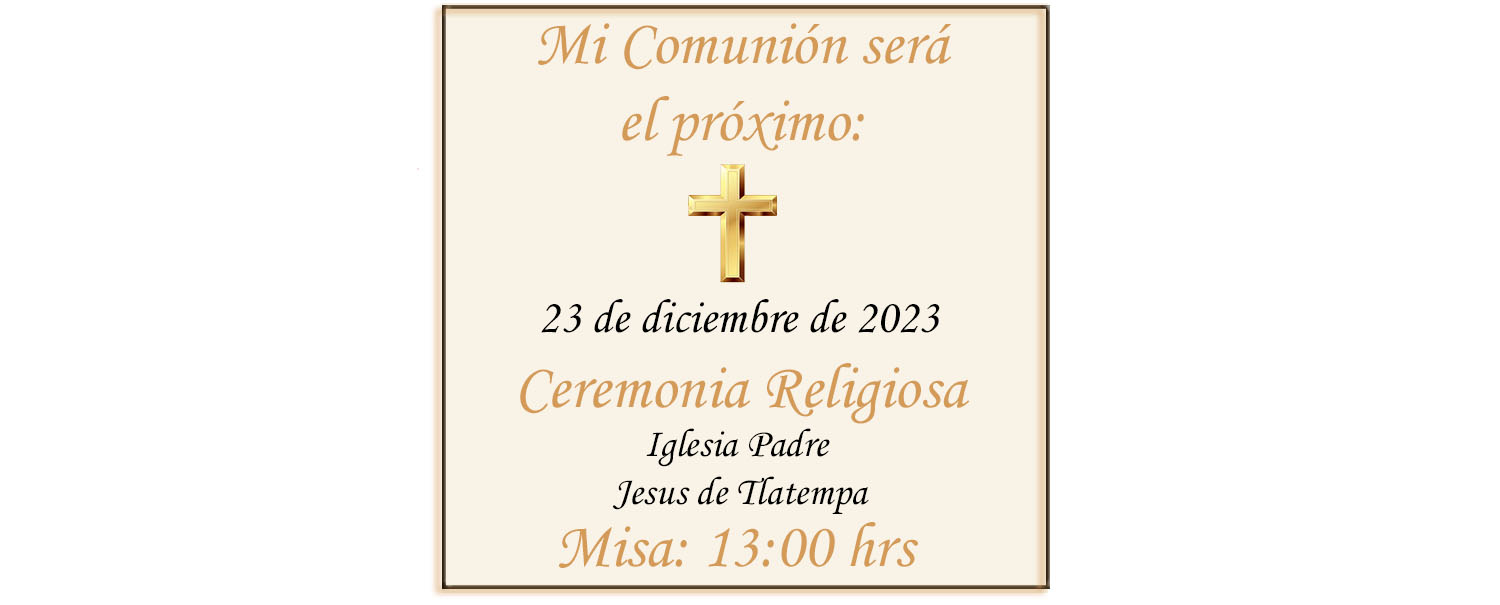 Mi Comunión será
el próximo:
23 de diciembre de 2023
Ceremonia Religiosa
Iglesia Padre
Jesus de Tlatempa
Misa: 13:00 hrs